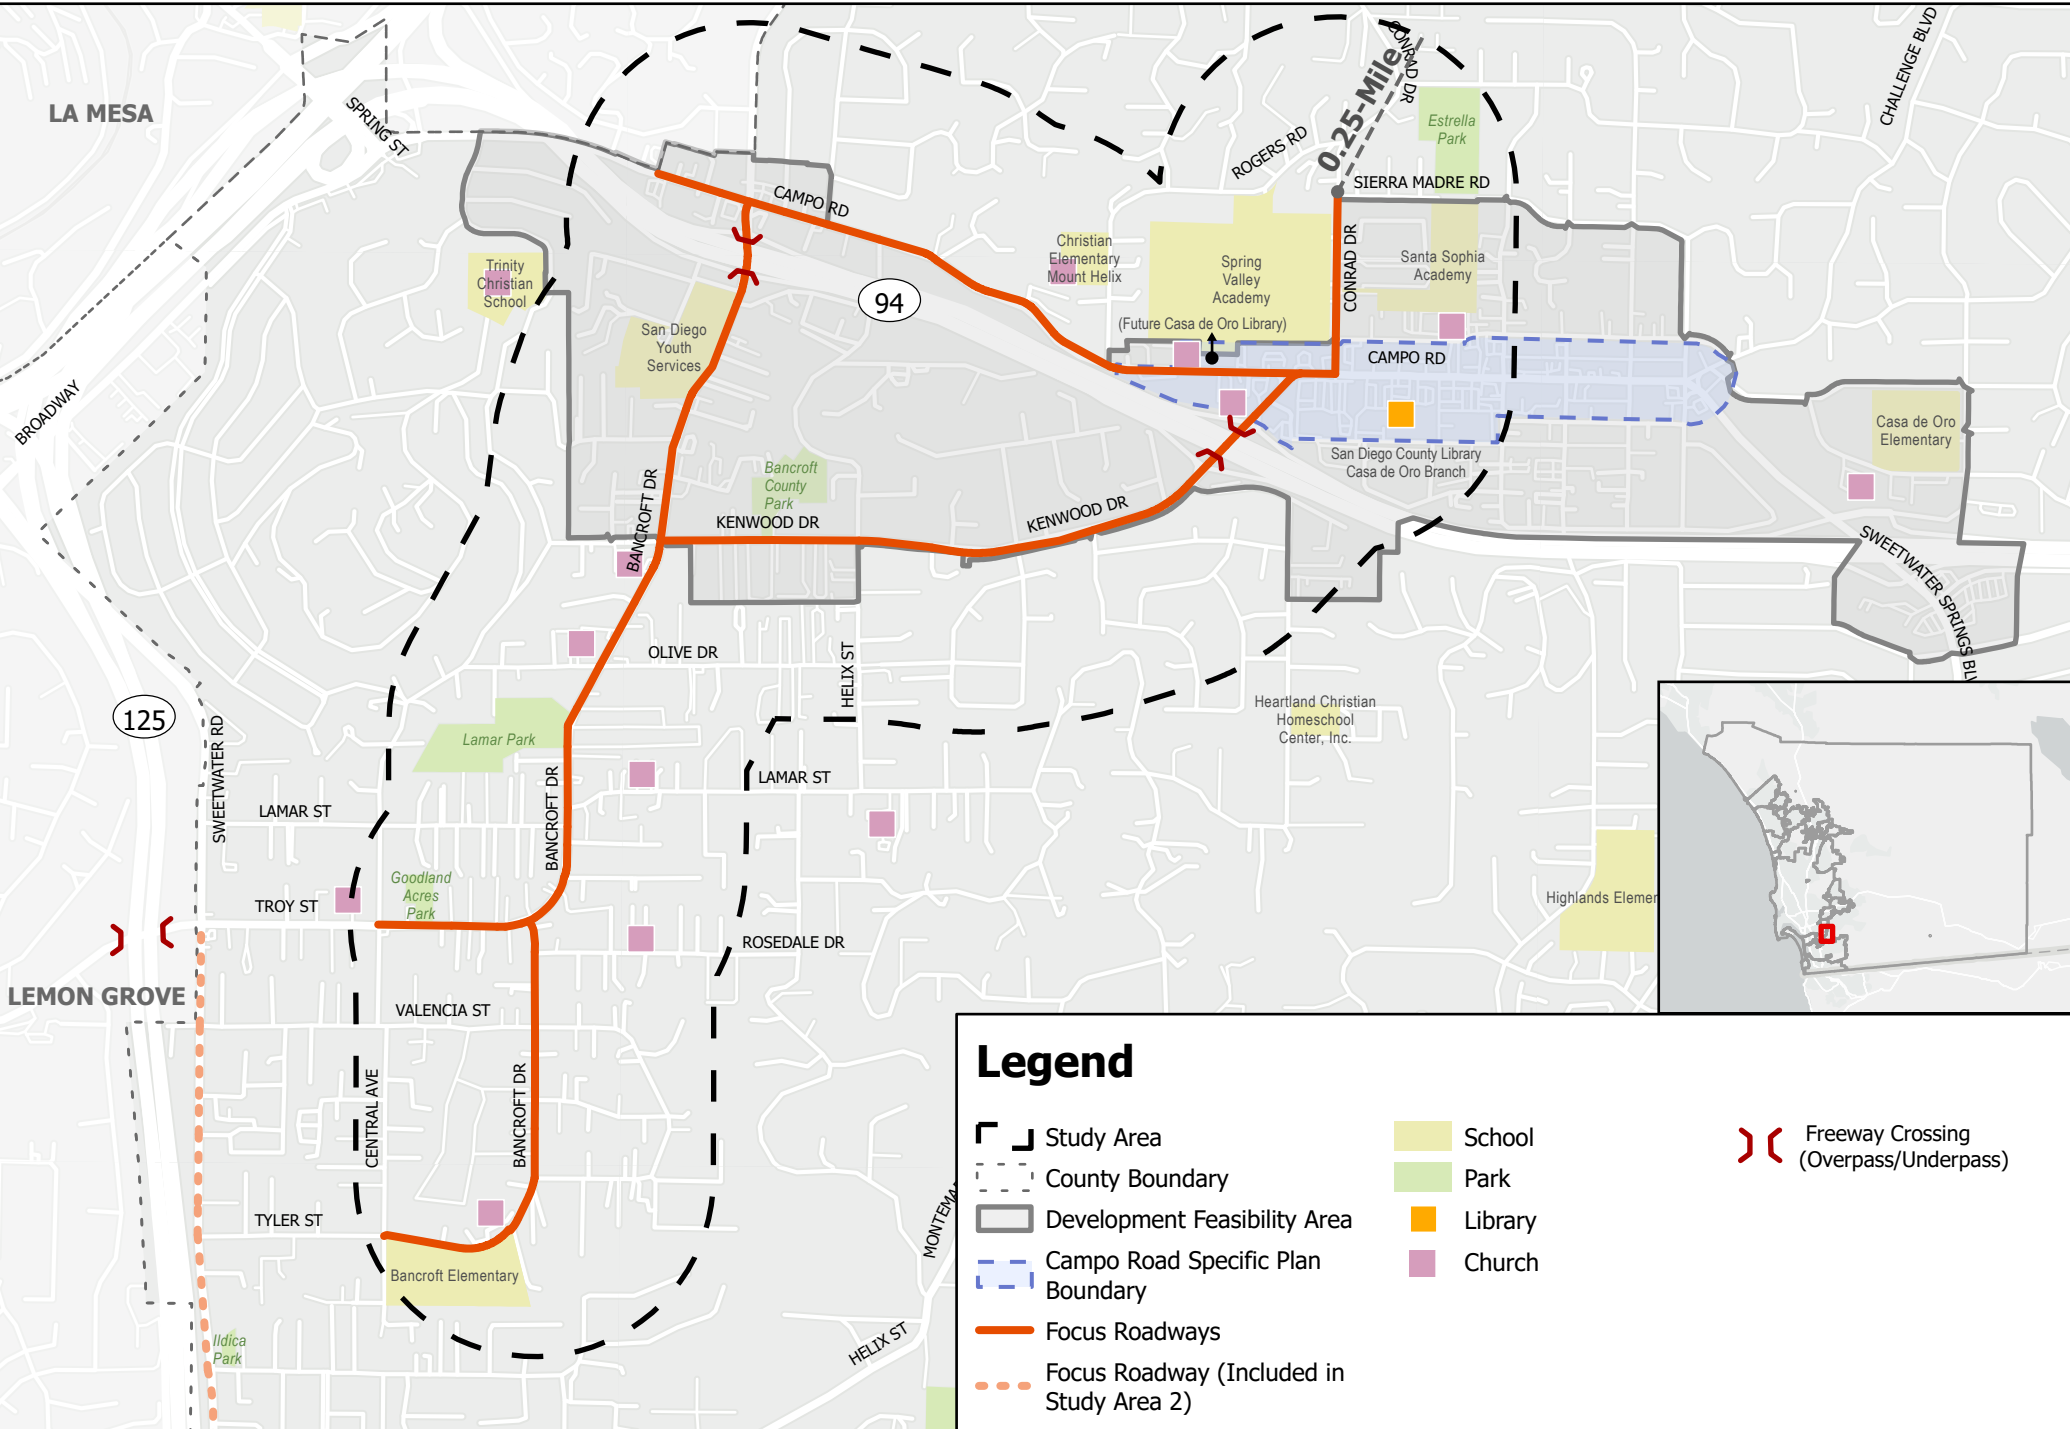 LA MESA
SPRING ST
BROADWAY
CAMPO RD
94
CONRAD DR
0.25-Mile
ROGERS RD
Estrella
Park
SIERRA MADRE RD
CHALLENGE BLVD
Trinity
Christian
School
Christian
Elementary
Mount Helix
Spring
Valley
Academy
CONRAD DR
Santa Sophia
Academy
San Diego
Youth
Services
(Future Casa de Oro Library)
CAMPO RD
Casa de Oro
Elementary
San Diego County Library
Casa de Oro Branch
Bancroft
County
Park
BANCROFT DR
KENWOOD DR
KENWOOD DR
SWEETWATER SPRINGS BLV
OLIVE DR
HELIX ST
125
SWEETWATER RD
Lamar Park
Heartland Christian
Homeschool
Center, Inc.
LAMAR ST
LAMAR ST
BANCROFT DR
Goodland
Acres
Park
TROY ST
Highlands Elemen
ROSEDALE DR
LEMON GROVE
VALENCIA ST
CENTRAL AVE
BANCROFT DR
TYLER ST
Bancroft Elementary
Ildica
Park
HELIX ST
Legend
Study Area
County Boundary
Development Feasibility Area
Campo Road Specific Plan
Boundary
Focus Roadways
Focus Roadway (Included in
Study Area 2)
School
Park
Library
Church
Freeway Crossing
(Overpass/Underpass)